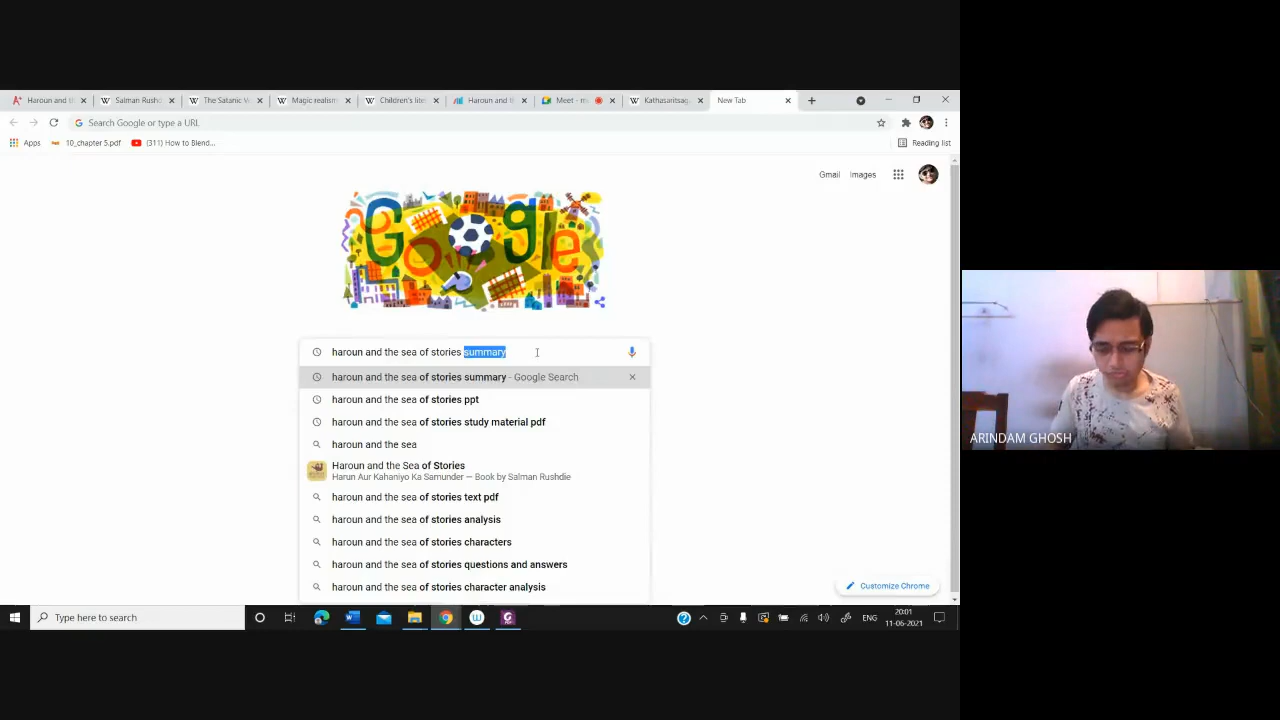 Haroun and th
Salman Rushd
The Satanic V
Magic realism
Children's lite
Haroun and th
Meet - m
Kathasaritsag
New Tab
Search Google or type a URL
Apps
10_chapter 5.pdf
(311) How to Blend...
Reading list
Gmail
Images
Google
haroun and the sea of stories summary
haroun and the sea of stories summary - Google Search
haroun and the sea of stories ppt
haroun and the sea of stories study material pdf
haroun and the sea
Haroun and the Sea of Stories
Harun Aur Kahaniyo Ka Samunder — Book by Salman Rushdie
haroun and the sea of stories text pdf
haroun and the sea of stories analysis
haroun and the sea of stories characters
haroun and the sea of stories questions and answers
haroun and the sea of stories character analysis
Customize Chrome
ARINDAM GHOSH
Type here to search
ENG
20:01
11-06-2021